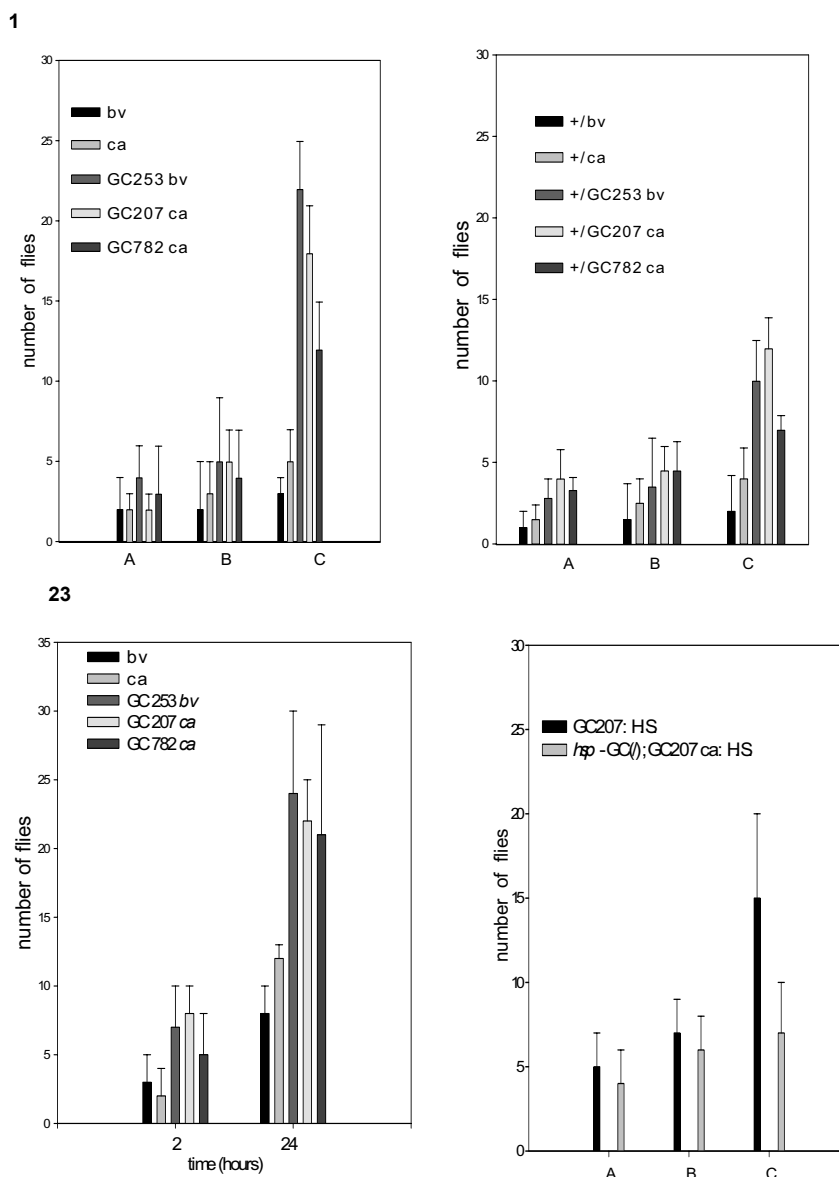 1
30
25
20
15
10
5
0
number of flies
bv
ca
GC253 bv
GC207 ca
GC782 ca
A B C
30
25
20
15
10
5
0
number of flies
+/bv
+/ca
+/GC253 bv
+/GC207 ca
+/GC782 ca
A B C
23
35
30
25
20
15
10
5
0
number of flies
bv
ca
GC253 bv
GC207 ca
GC782 ca
2 24
time (hours)
30
25
20
15
10
5
0
number of flies
GC207: HS
hsp-GC(I); GC207 ca: HS
A B C